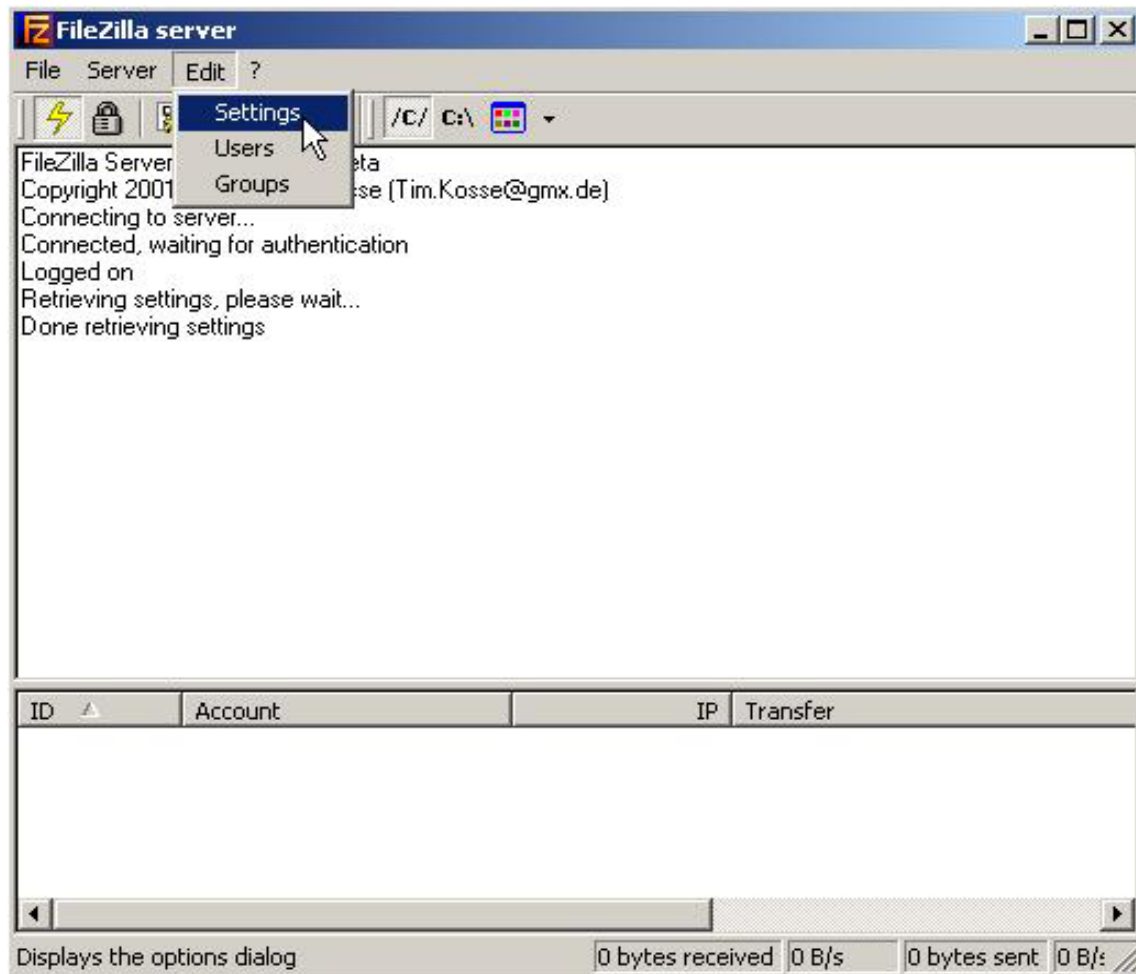 FileZilla server
File Server Edit ?
Settings
Users
Groups
/C/ C:\
FileZilla Server eta
Copyright 2001 sse (Tim.Kosse@gmx.de)
Connecting to server...
Connected, waiting for authentication
Logged on
Retrieving settings, please wait...
Done retrieving settings
ID Account IP Transfer
Displays the options dialog 0 bytes received 0 B/s 0 bytes sent 0 B/s